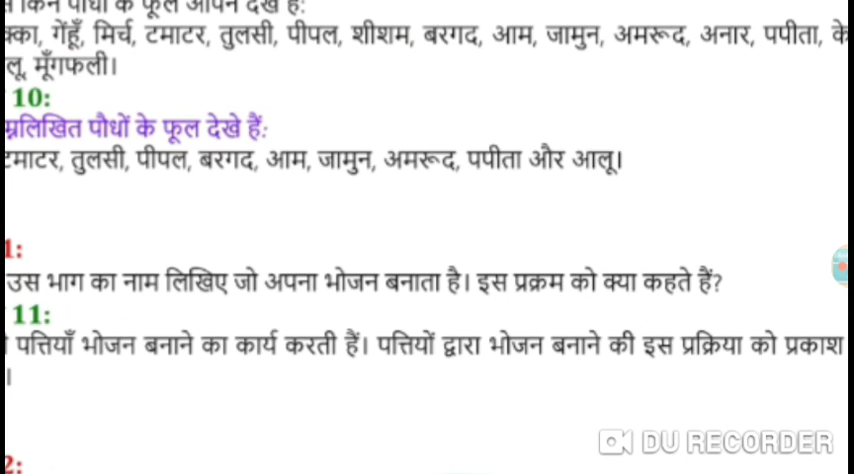 किन पौधों के फूल आपने देखे हैं:
क्का, गेंहूँ, मिर्च, टमाटर, तुलसी, पीपल, शीशम, बरगद, आम, जामुन, अमरूद, अनार, पपीता, के
लू, मूँगफली।
10:
म्नलिखित पौधों के फूल देखे हैं:
टमाटर, तुलसी, पीपल, बरगद, आम, जामुन, अमरूद, पपीता और आलू।
1:
उस भाग का नाम लिखिए जो अपना भोजन बनाता है। इस प्रक्रम को क्या कहते हैं?
11:
पत्तियाँ भोजन बनाने का कार्य करती हैं। पत्तियों द्वारा भोजन बनाने की इस प्रक्रिया को प्रकाश
।
DU RECORDER
2: